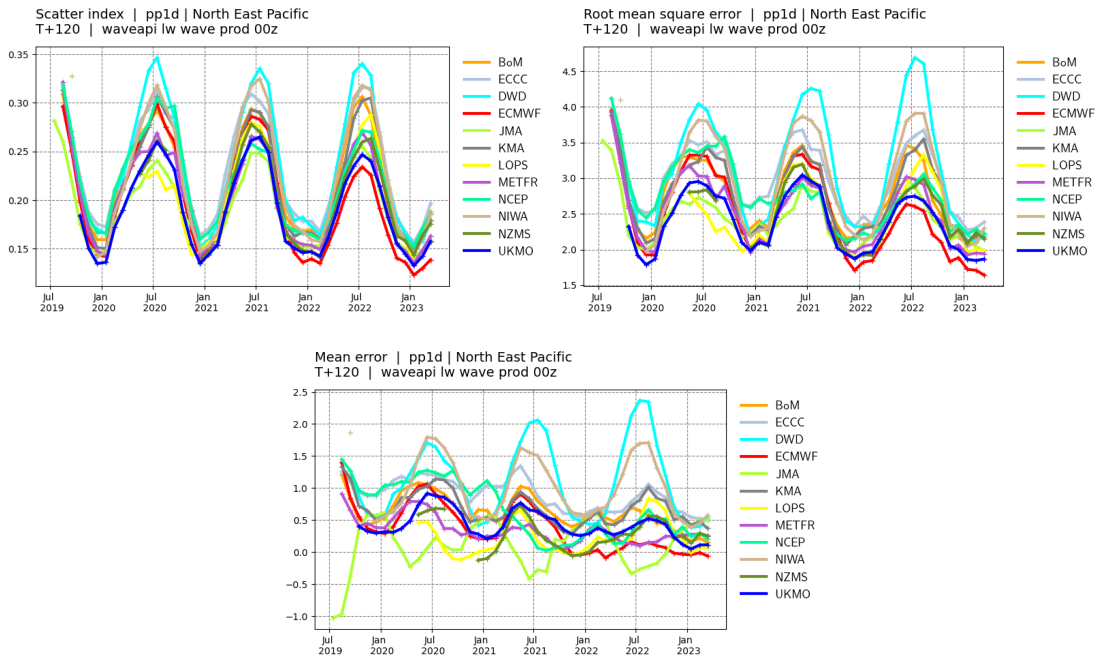 Scatter index | pp1d | North East Pacific
T+120 | waveapi lw wave prod 00z
0.35
0.30
0.25
0.20
0.15
Jul
2019
Jan
2020
Jul
2020
Jan
2021
Jul
2021
Jan
2022
Jul
2022
Jan
2023
BoM
ECCC
DWD
ECMWF
JMA
KMA
LOPS
METFR
NCEP
NIWA
NZMS
UKMO
Root mean square error | pp1d | North East Pacific
T+120 | waveapi lw wave prod 00z
4.5
4.0
3.5
3.0
2.5
2.0
1.5
Jul
2019
Jan
2020
Jul
2020
Jan
2021
Jul
2021
Jan
2022
Jul
2022
Jan
2023
BoM
ECCC
DWD
ECMWF
JMA
KMA
LOPS
METFR
NCEP
NIWA
NZMS
UKMO
Mean error | pp1d | North East Pacific
T+120 | waveapi lw wave prod 00z
2.5
2.0
1.5
1.0
0.5
0.0
−0.5
−1.0
Jul
2019
Jan
2020
Jul
2020
Jan
2021
Jul
2021
Jan
2022
Jul
2022
Jan
2023
BoM
ECCC
DWD
ECMWF
JMA
KMA
LOPS
METFR
NCEP
NIWA
NZMS
UKMO